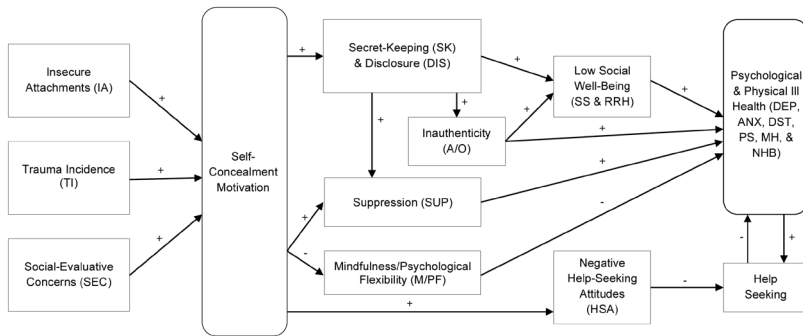 Insecure
Attachments (IA)
Trauma Incidence
(TI)
Social-Evaluative
Concerns (SEC)
+
+
+
Self-
Concealment
Motivation
+
+
-
+
Secret-Keeping (SK)
& Disclosure (DIS)
+
+
+
Inauthenticity
(A/O)
Suppression (SUP)
Mindfulness/Psychological
Flexibility (M/PF)
+
+
+
-
Low Social
Well-Being
(SS & RRH)
+
Negative
Help-Seeking
Attitudes
(HSA)
-
Psychological
& Physical Ill
Health (DEP,
ANX, DST,
PS, MH, &
NHB)
-
+
Help
Seeking